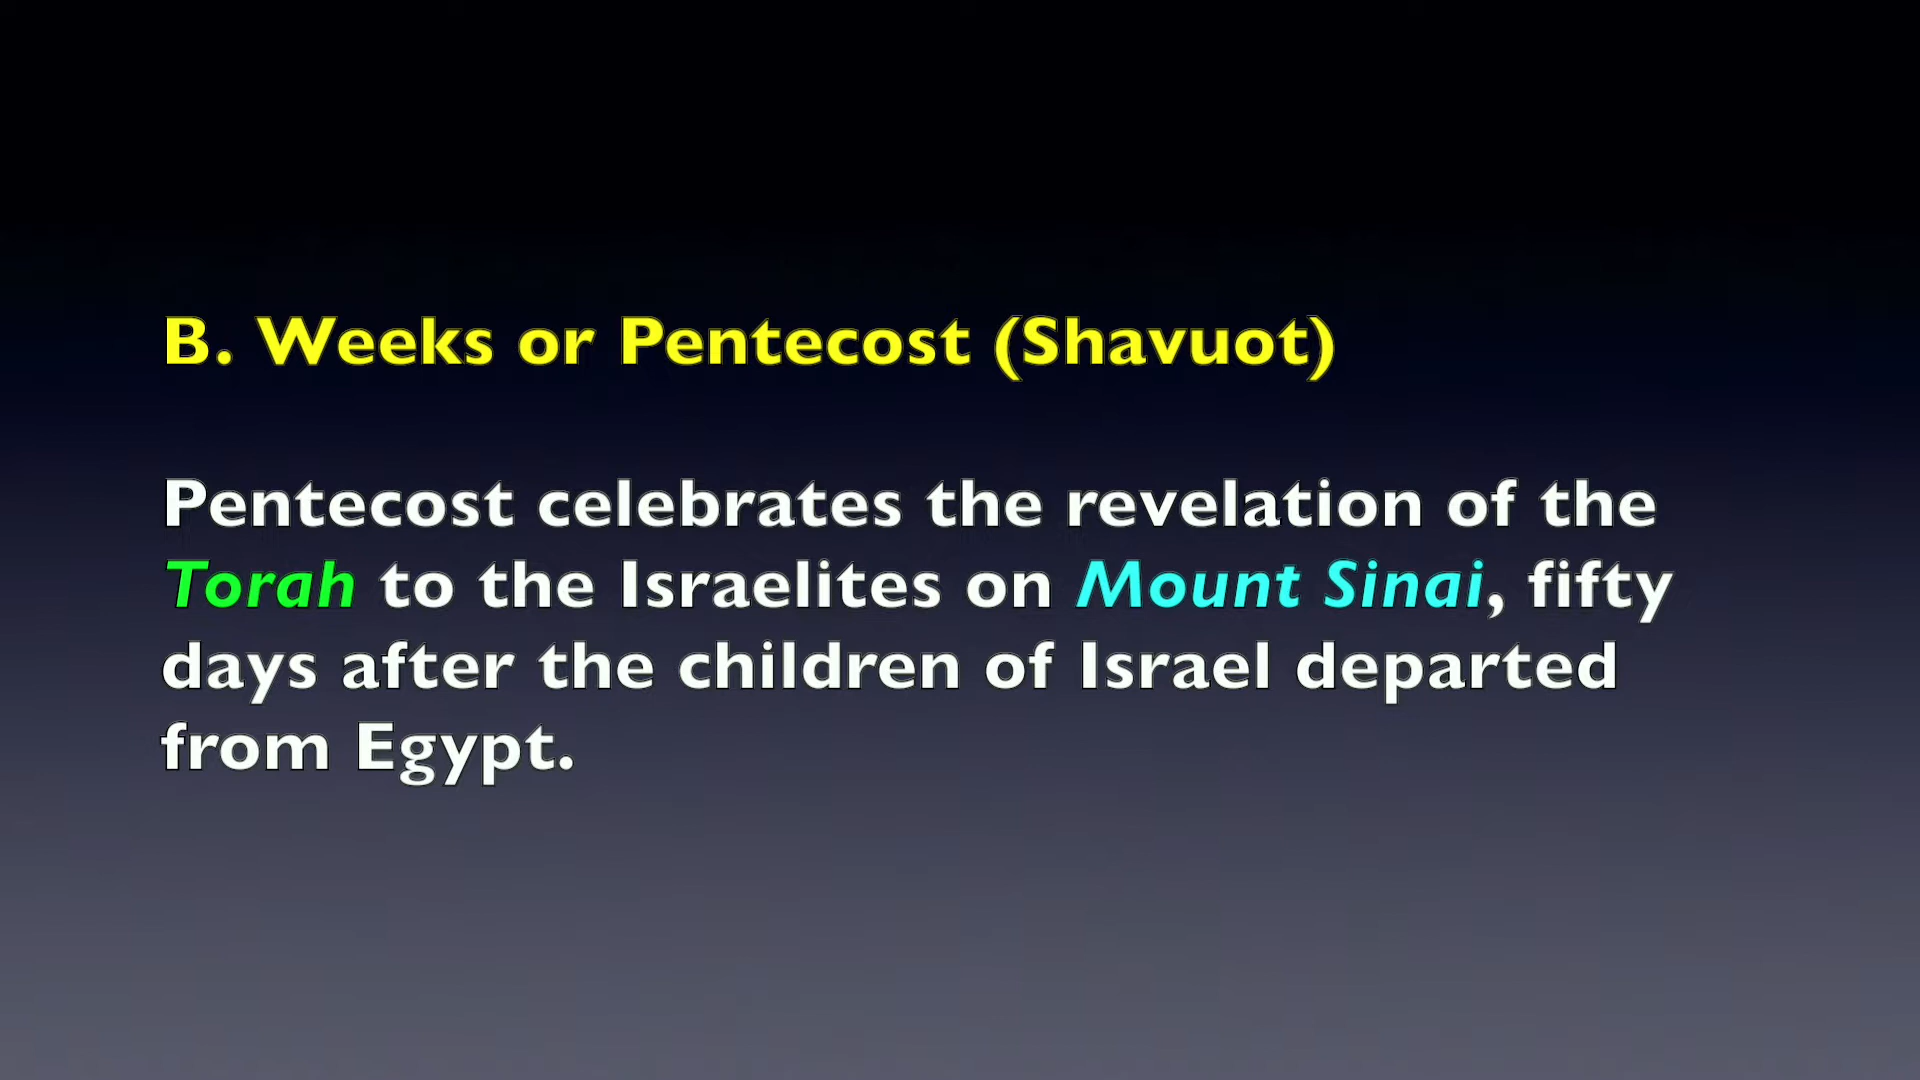 B. Weeks or Pentecost (Shavuot)
Pentecost celebrates the revelation of the
Torah to the Israelites on Mount Sinai, fifty
days after the children of Israel departed
from Egypt.